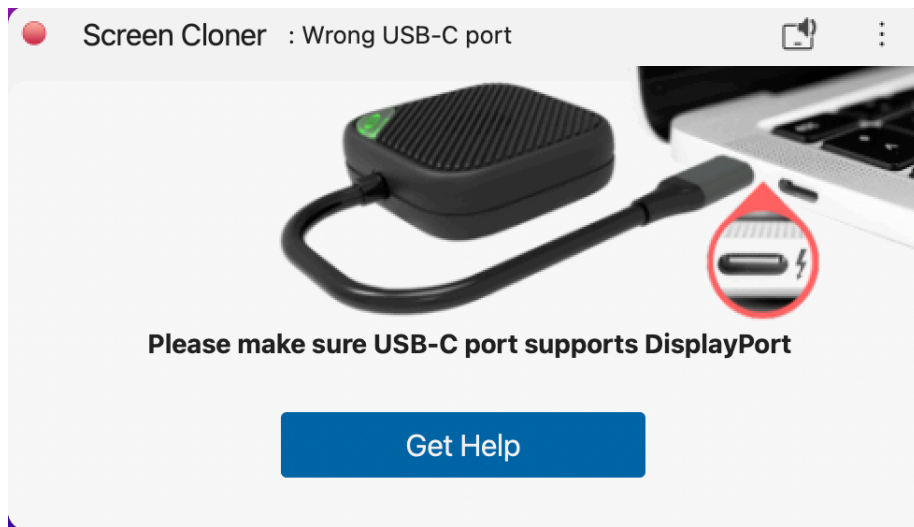 Screen Cloner : Wrong USB-C port
Please make sure USB-C port supports DisplayPort
Get Help